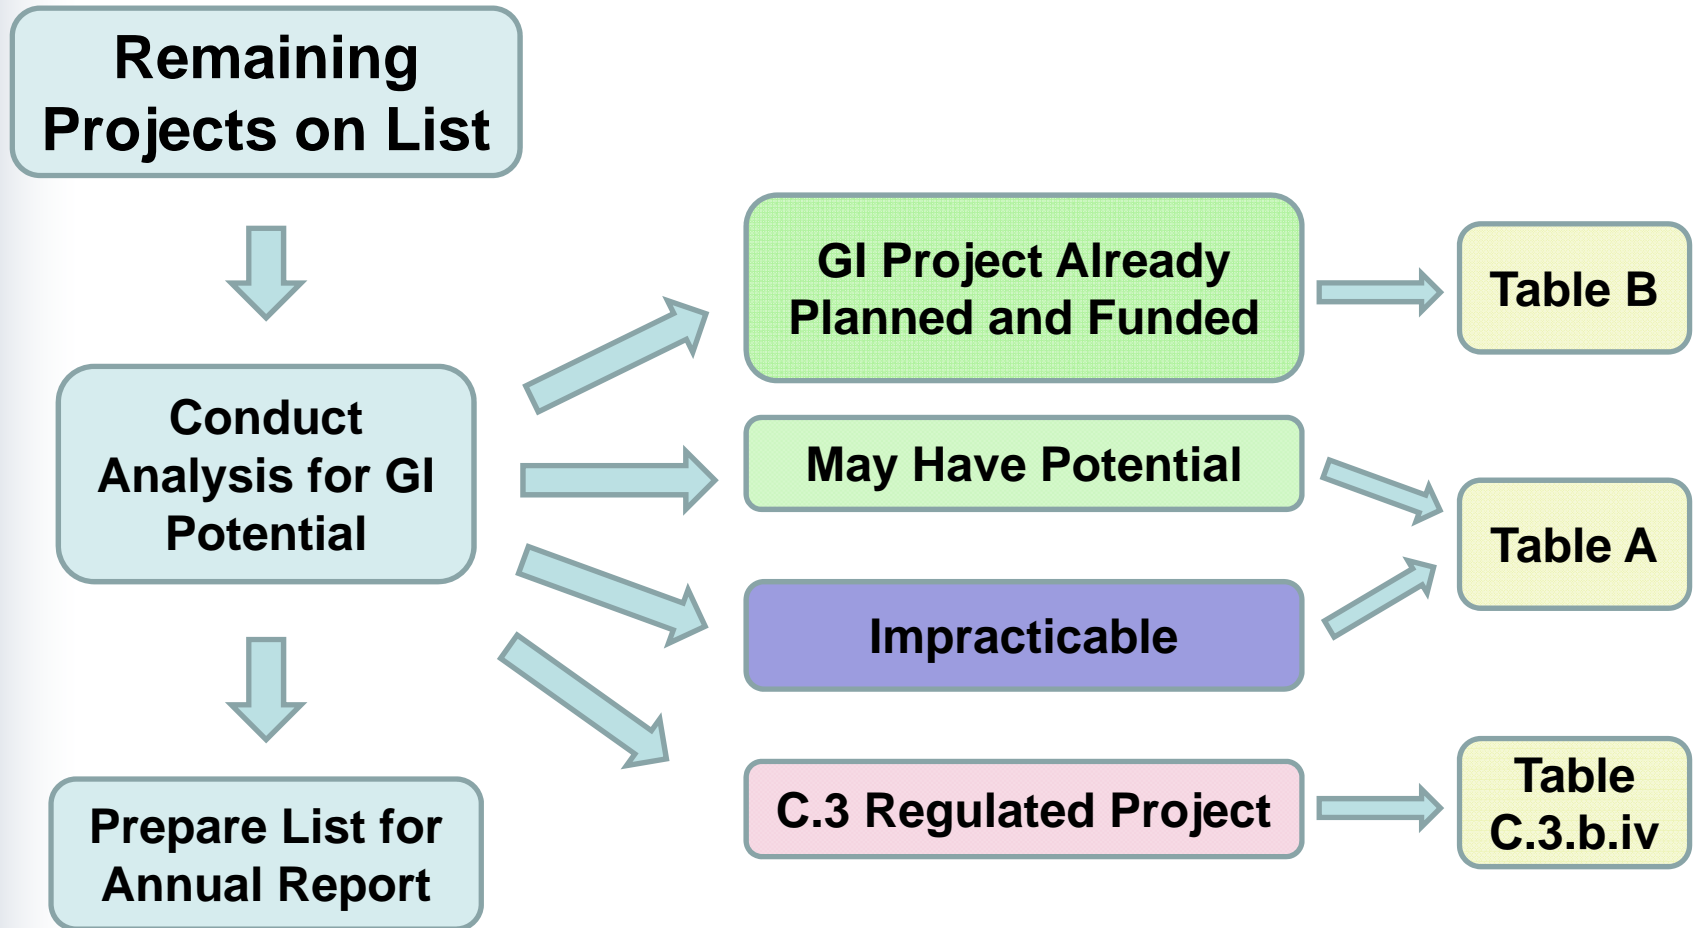 Remaining
Projects on List
Conduct
Analysis for GI
Potential
Prepare List for
Annual Report
GI Project Already
Planned and Funded
May Have Potential
Impracticable
C.3 Regulated Project
Table B
Table A
Table
C.3.b.iv